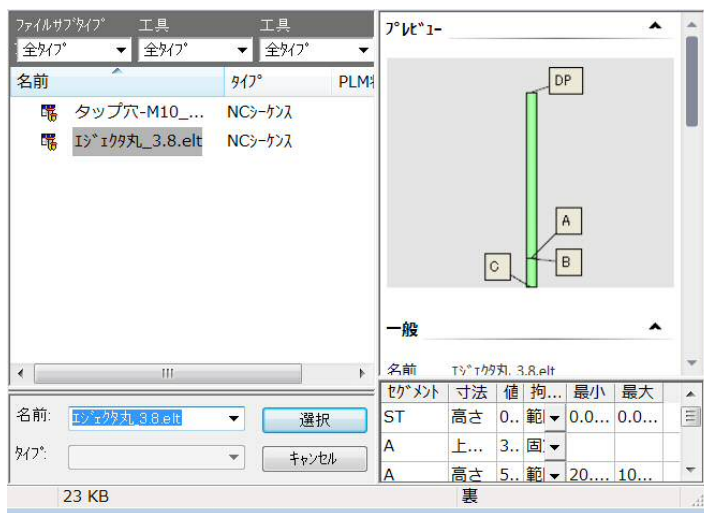 ﾌｧｲﾙｻﾌﾞﾀｲﾌﾟ 工具 工具
全ﾀｲﾌﾟ 全ﾀｲﾌﾟ 全ﾀｲﾌﾟ
名前 ﾀｲﾌﾟ PLM
タップ穴-M10_... NCｼｰｹﾝｽ
ｴｼﾞｪｸﾀ丸_3.8.elt NCｼｰｹﾝｽ
名前: ｴｼﾞｪｸﾀ丸_3.8.elt 選択
ﾀｲﾌﾟ: ｷｬﾝｾﾙ
23 KB 裏
ﾌﾟﾚﾋﾞｭｰ
DP
A
B
C
一般
名前 ｴｼﾞｪｸﾀ丸_3.8.elt
ｾｸﾞﾒﾝﾄ 寸法 値 拘... 最小 最大
ST 高さ 0.. 範 0.0... 0.0...
A 上... 3.. 固
A 高さ 5.. 範 20.... 10...